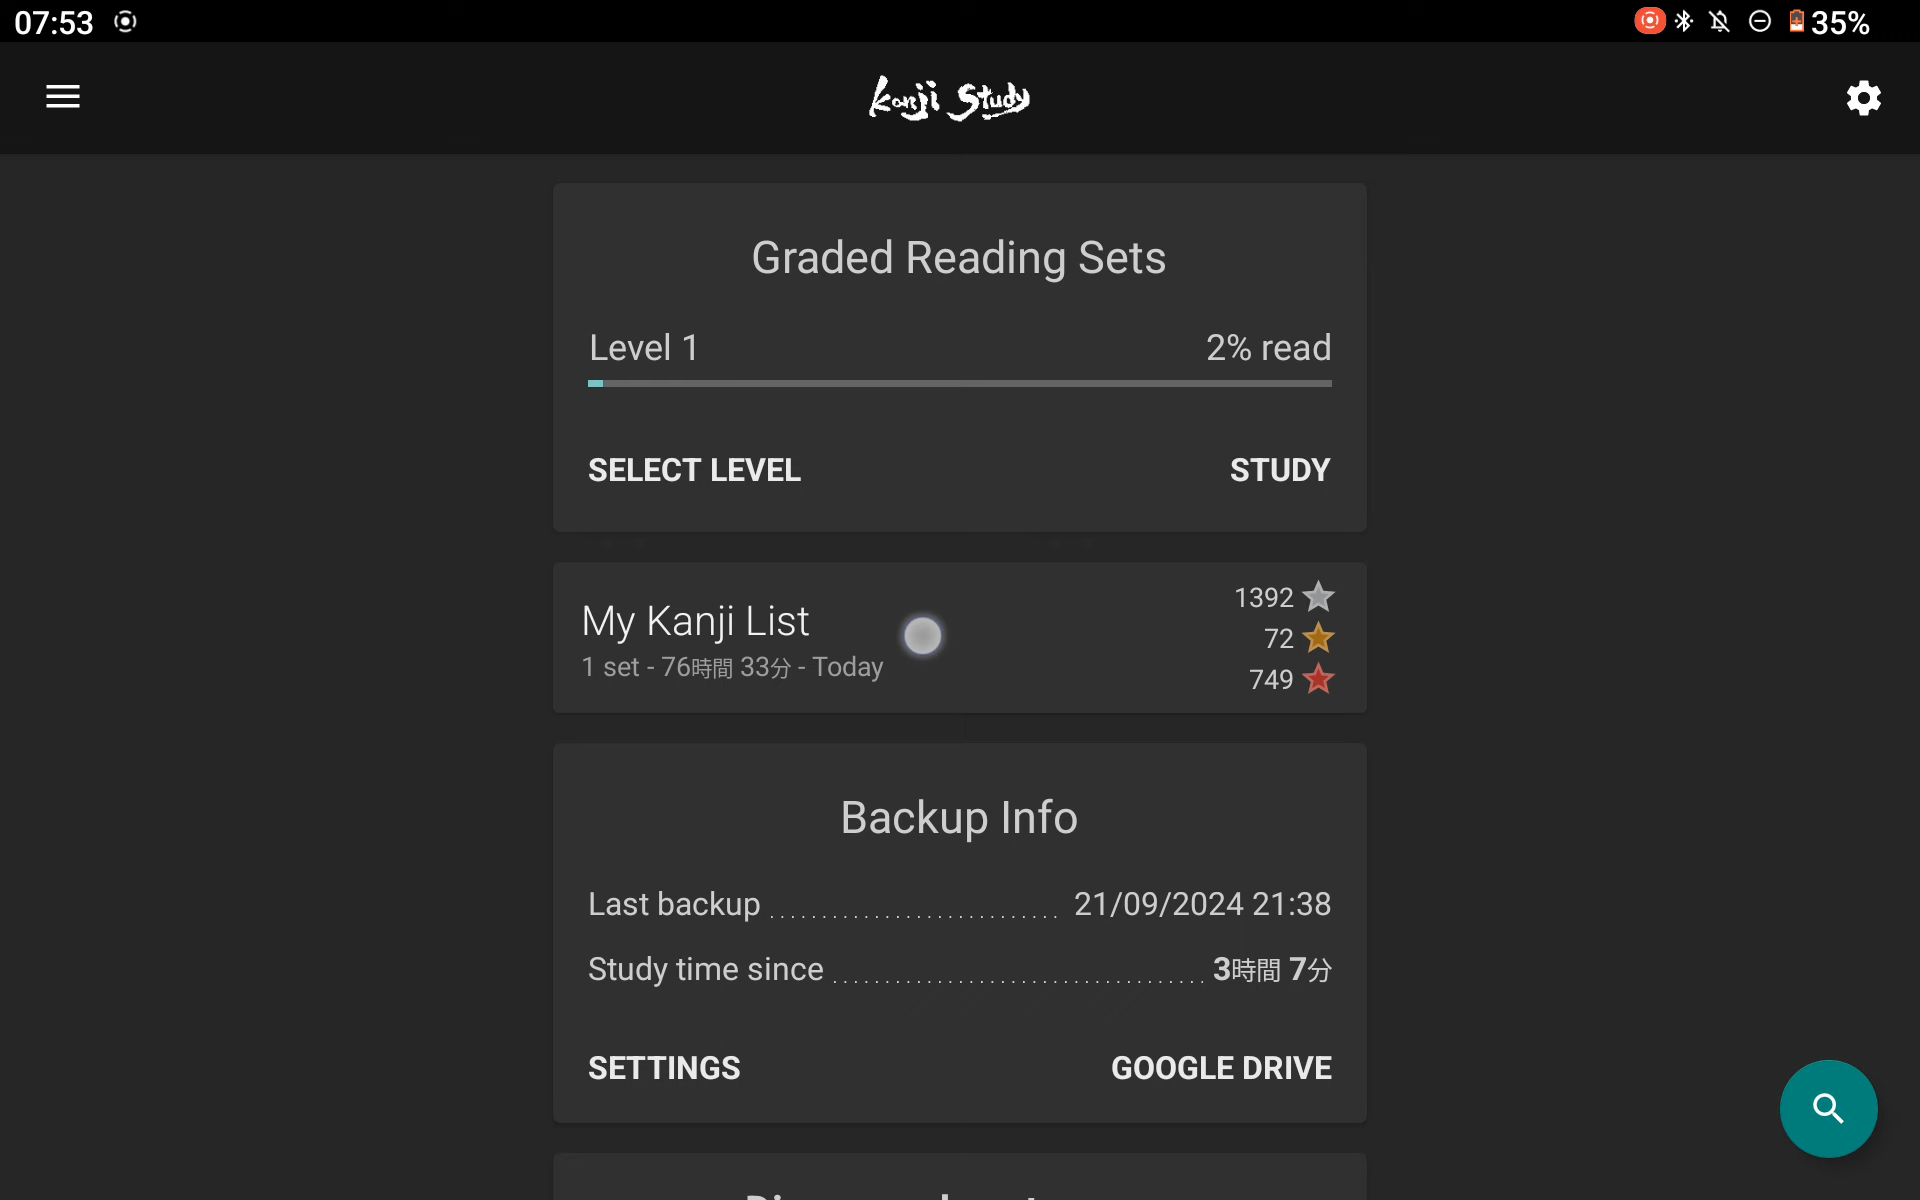 07:53
35%
Kanji Study
Graded Reading Sets
Level 1 2% read
SELECT LEVEL STUDY
My Kanji List
1 set - 76時間 33分 - Today
1392
72
749
Backup Info
Last backup 21/09/2024 21:38
Study time since 3時間 7分
SETTINGS GOOGLE DRIVE